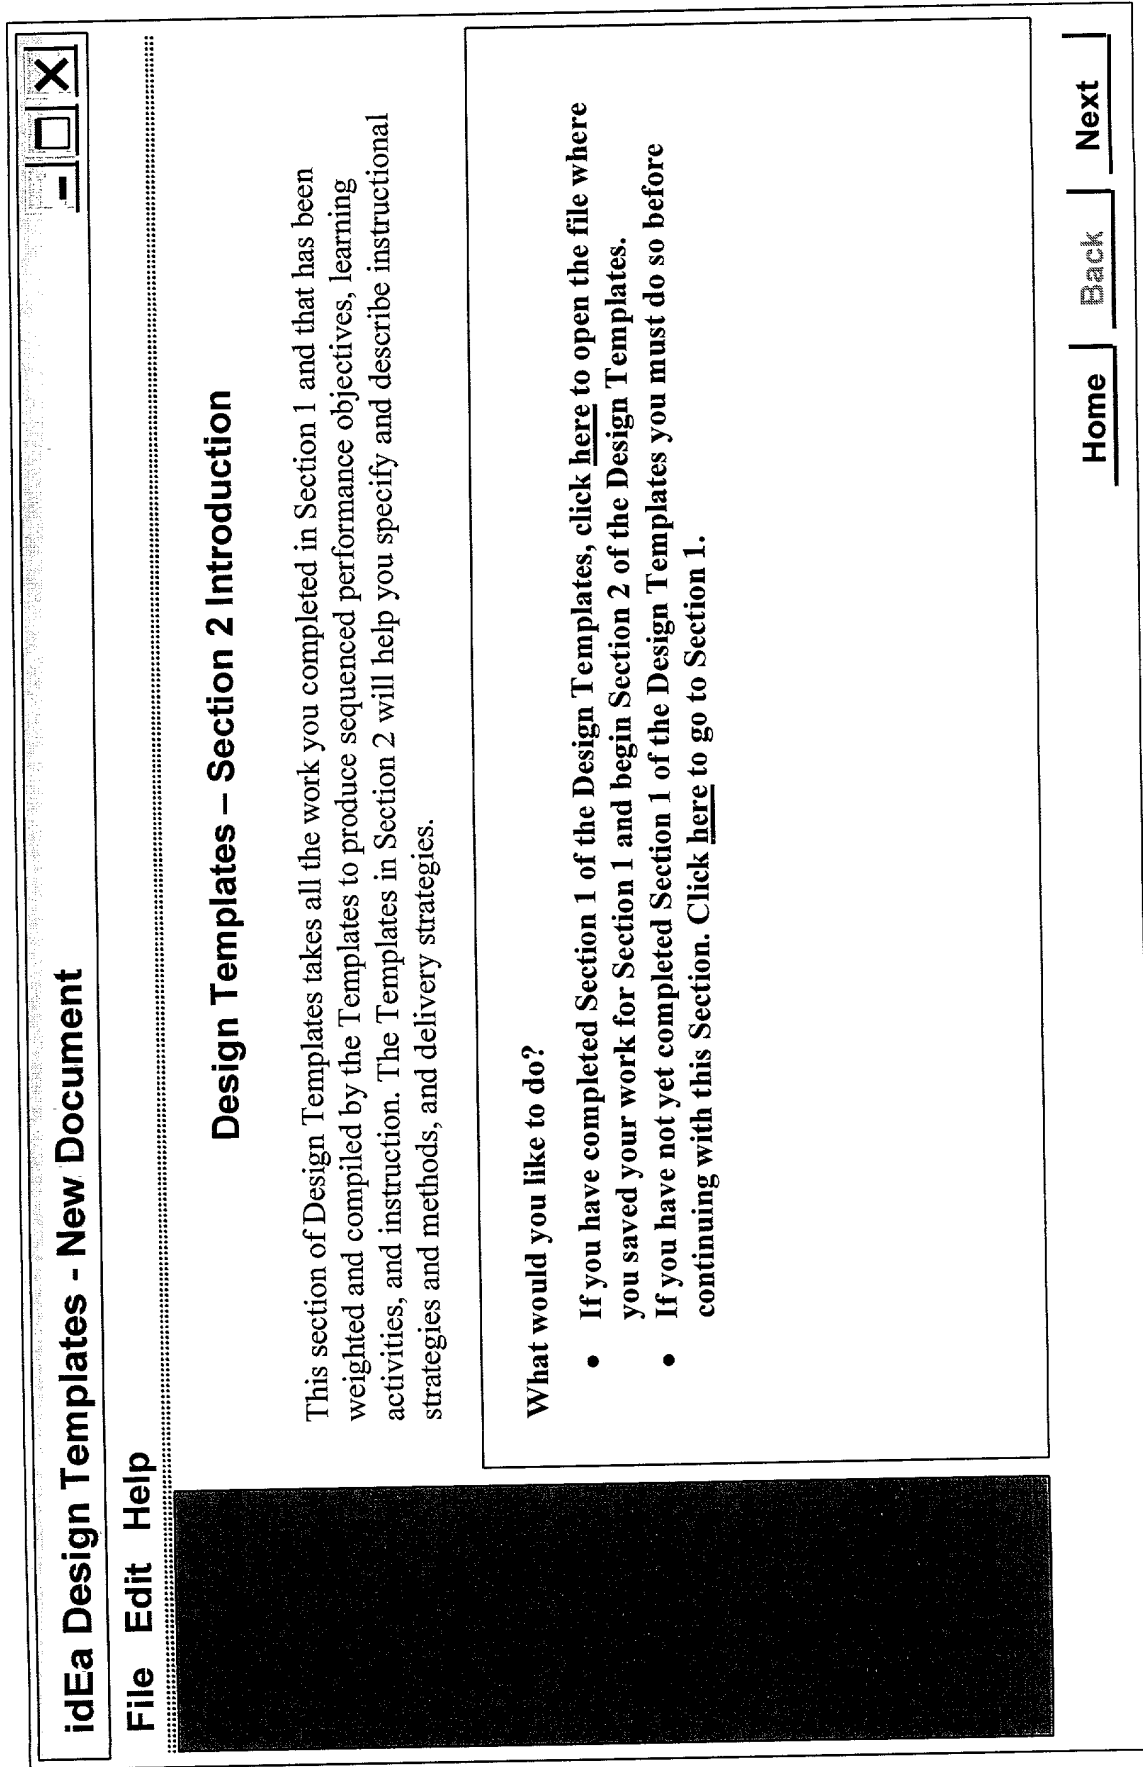 idEa Design Templates - New Document
File Edit Help
Design Templates – Section 2 Introduction
This section of Design Templates takes all the work you completed in Section 1 and that has been
weighted and compiled by the Templates to produce sequenced performance objectives, learning
activities, and instruction. The Templates in Section 2 will help you specify and describe instructional
strategies and methods, and delivery strategies.
What would you like to do?
• If you have completed Section 1 of the Design Templates, click here to open the file where
you saved your work for Section 1 and begin Section 2 of the Design Templates.
• If you have not yet completed Section 1 of the Design Templates you must do so before
continuing with this Section. Click here to go to Section 1.
Home Back Next